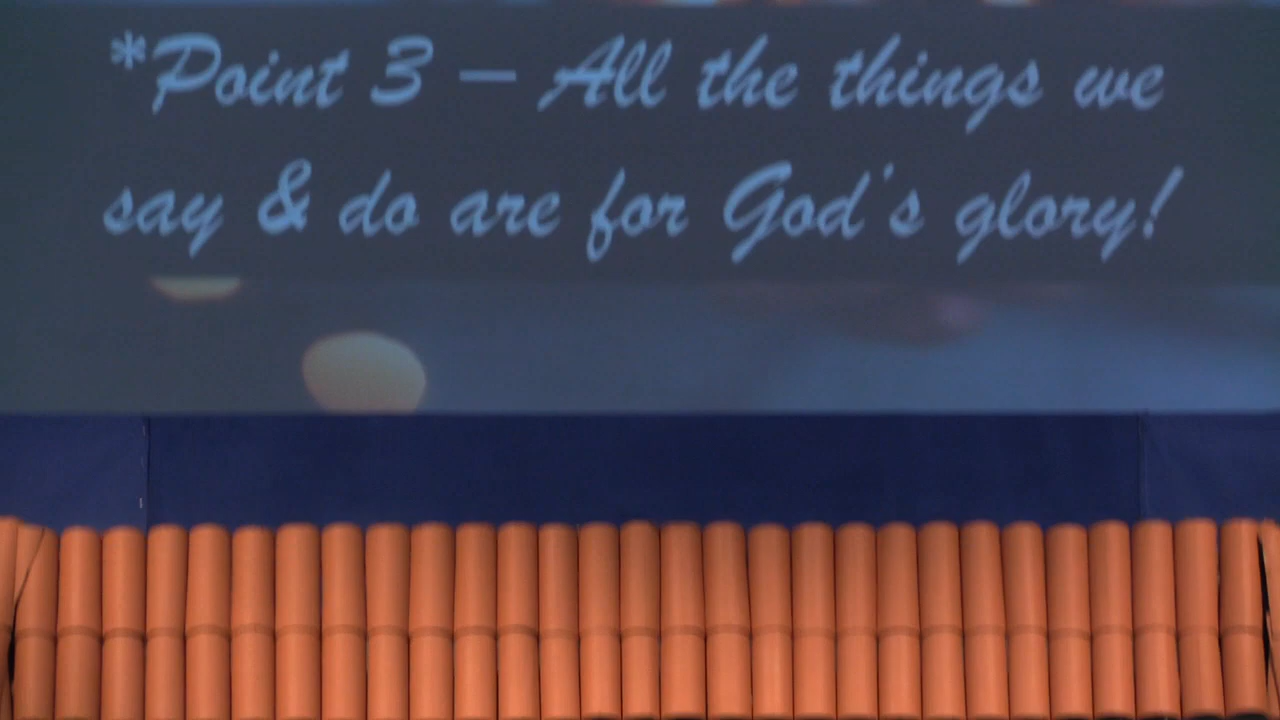 *Point 3 – All the things we
say & do are for God's glory!